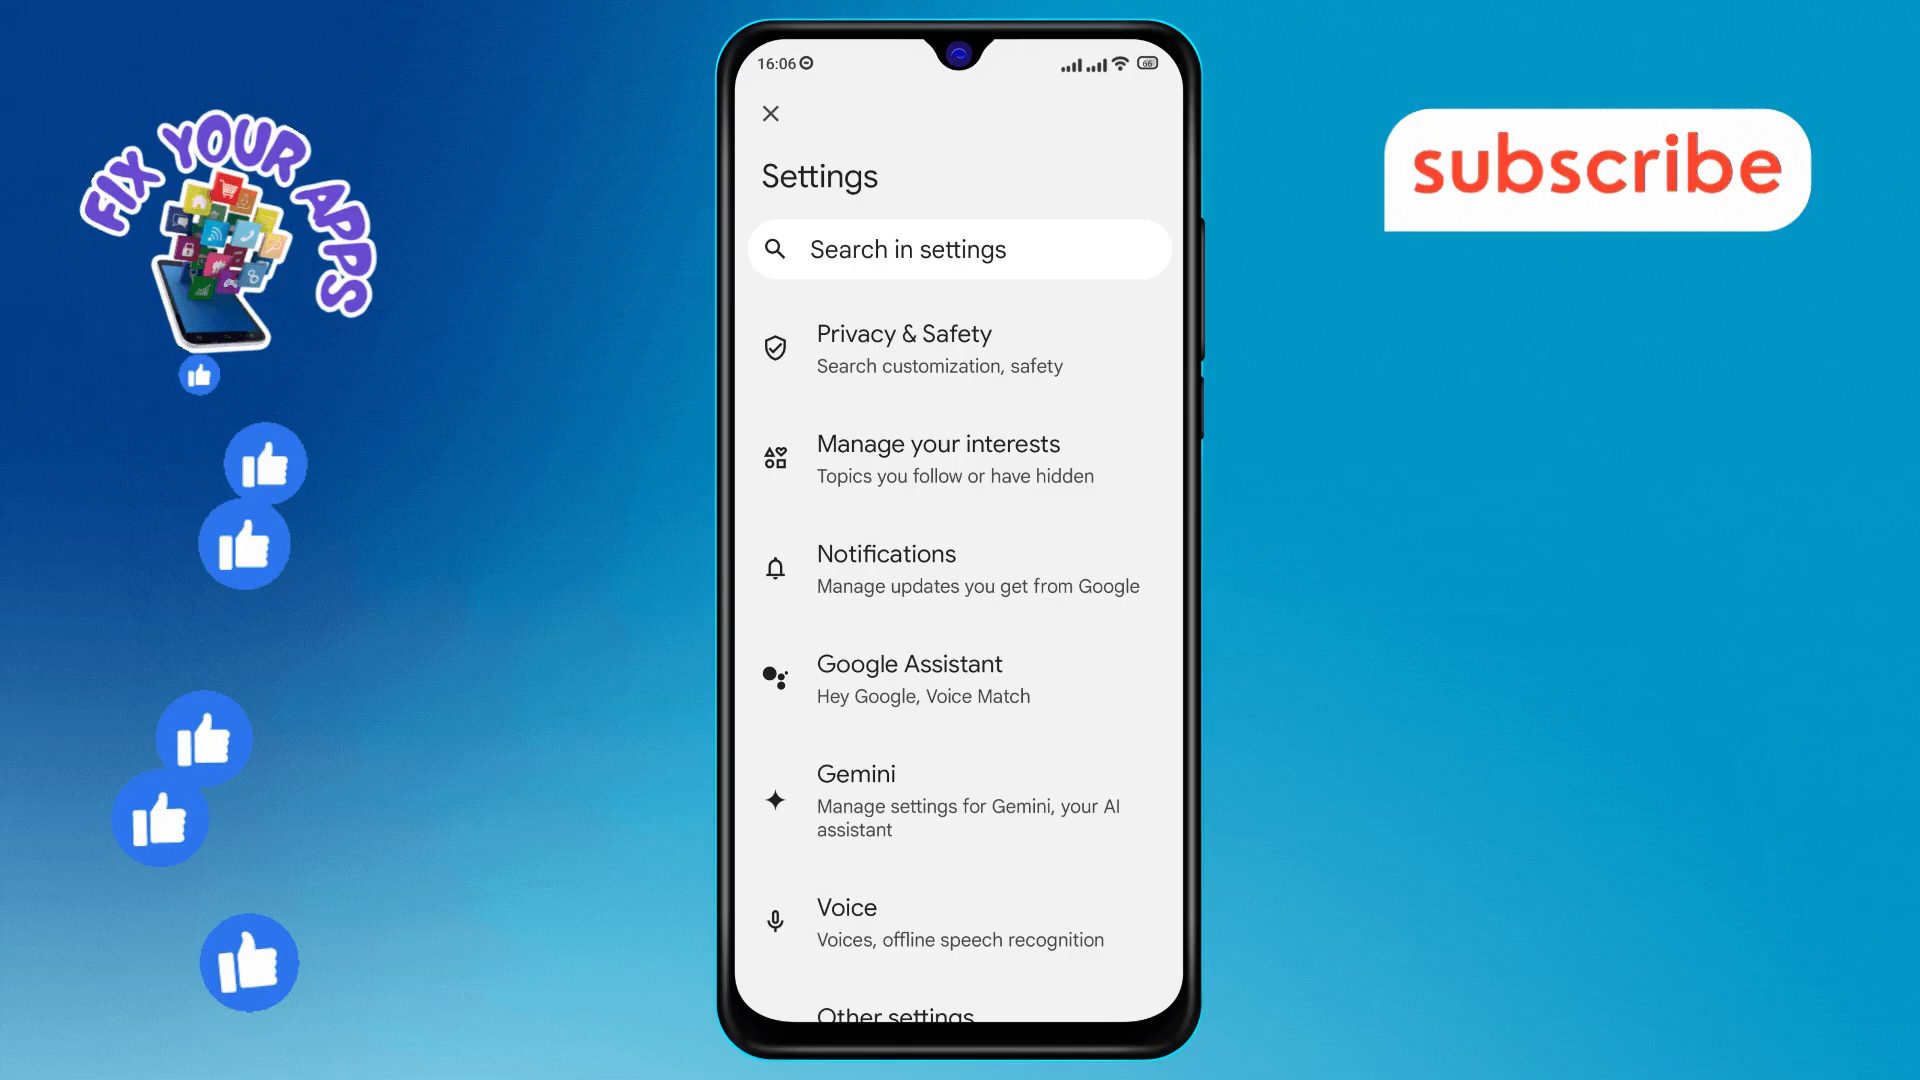 FIX YOUR APPS
subscribe
16:06
66
Settings
Search in settings
Privacy & Safety
Search customization, safety
Manage your interests
Topics you follow or have hidden
Notifications
Manage updates you get from Google
Google Assistant
Hey Google, Voice Match
Gemini
Manage settings for Gemini, your AI
assistant
Voice
Voices, offline speech recognition
Other settings